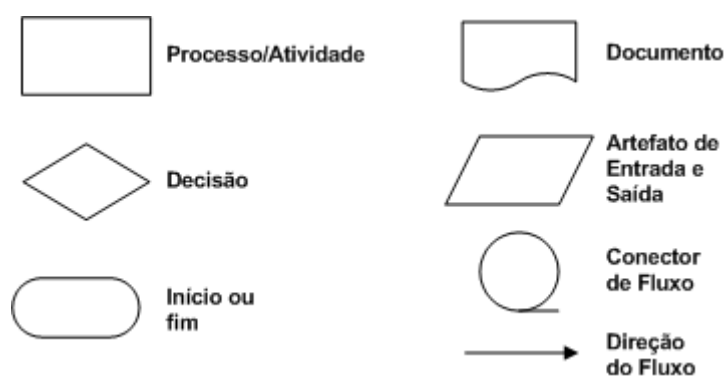 Processo/Atividade
Documento
Decisão
Artefato de
Entrada e
Saída
Início ou
fim
Conector
de Fluxo
Direção
do Fluxo